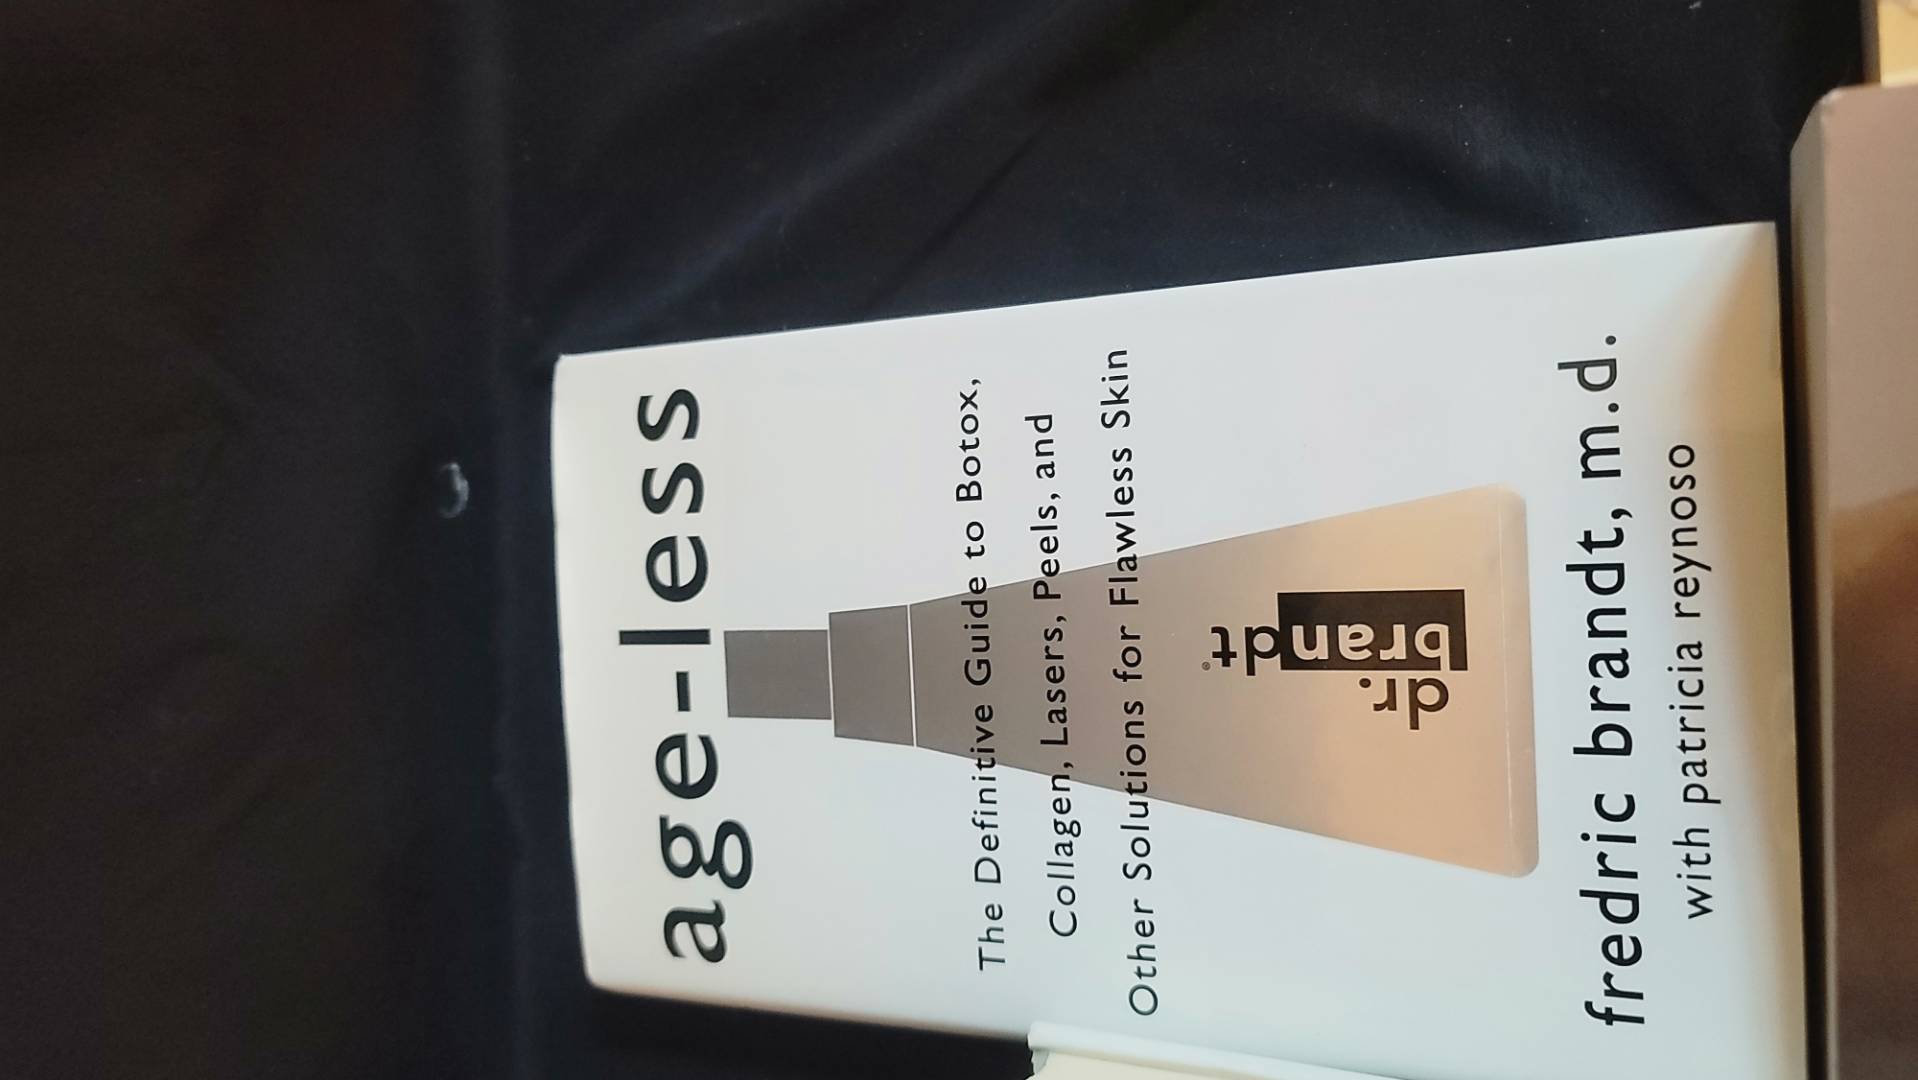 age-less
The Definitive Guide to Botox,
Collagen, Lasers, Peels, and
Other Solutions for Flawless Skin
dr.
brandt®
fredric brandt, m.d.
with patricia reynoso